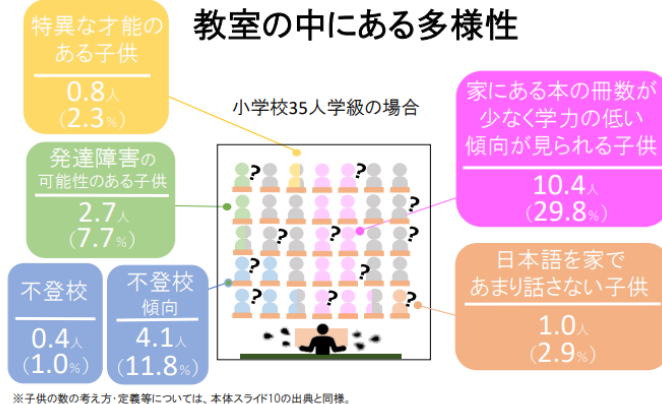 教室の中にある多様性
特異な才能の
ある子供
0.8人
(2.3%)
小学校35人学級の場合
発達障害の
可能性のある子供
2.7人
(7.7%)
不登校
0.4人
(1.0%)
不登校
傾向
4.1人
(11.8%)
家にある本の冊数が
少なく学力の低い
傾向が見られる子供
10.4人
(29.8%)
日本語を家で
あまり話さない子供
1.0人
(2.9%)
?
?
?
?
?
?
?
?
?
?
?
?
?
※子供の数の考え方・定義等については、本体スライド10の出典と同様。